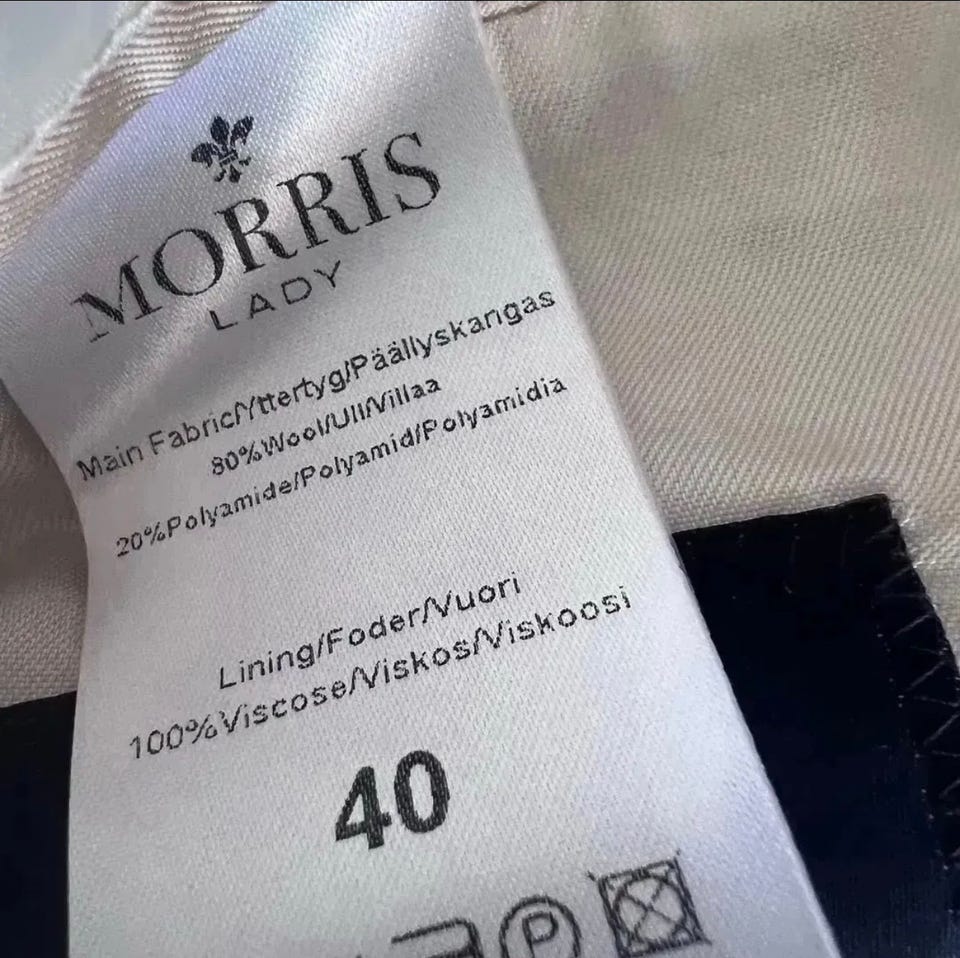 MORRIS
LADY
Main Fabric/Yttertyg/Päällyskangas
80%Wool/Ull/Villaa
20%Polyamide/Polyamid/Polyamidia
Lining/Foder/Vuori
100%Viscose/Viskos/Viskoosi
40
P